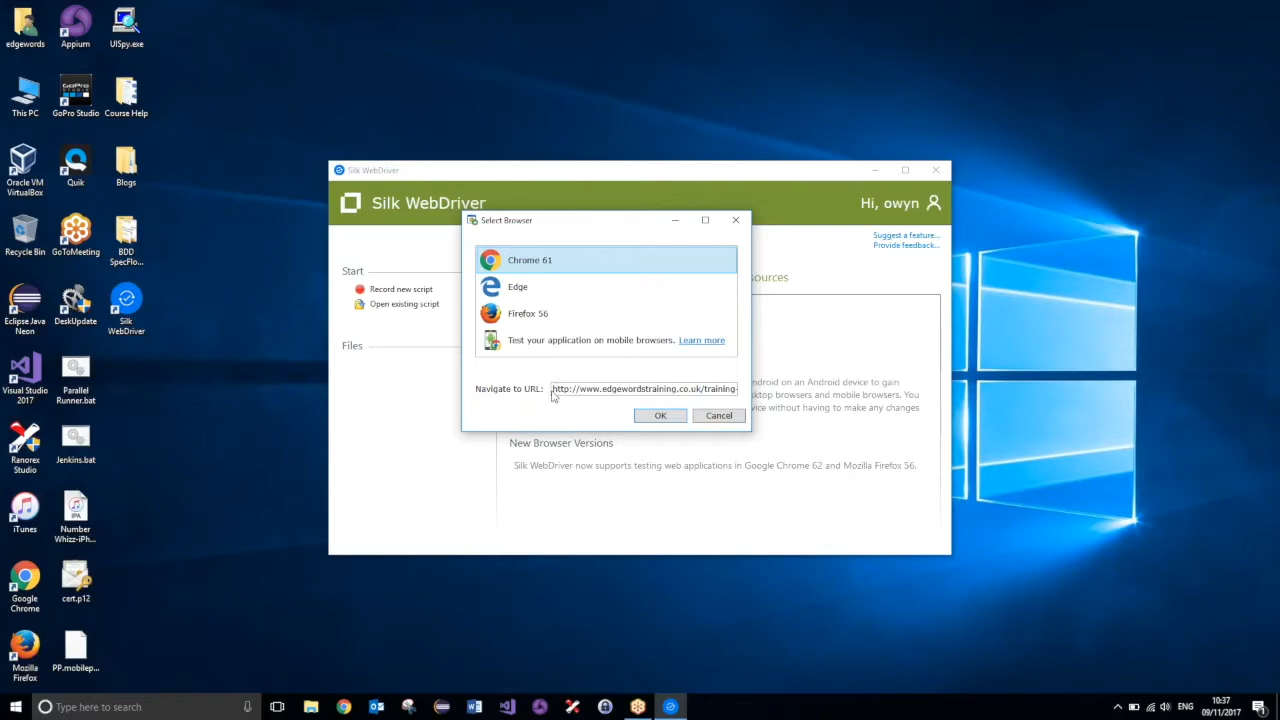 edgewords
Appium
UISpy.exe
This PC
GoPro Studio
Course Help
Oracle VM
VirtualBox
Quik
Blogs
Recycle Bin
GoToMeeting
BDD
SpecFlo...
Eclipse Java
Neon
DeskUpdate
Silk
WebDriver
Visual Studio
2017
Parallel
Runner.bat
Ranorex
Studio
Jenkins.bat
iTunes
Number
Whizz-iPh...
Google
Chrome
cert.p12
Mozilla
Firefox
PP.mobilep...
Silk WebDriver
Silk WebDriver
Hi, owyn
Suggest a feature...
Provide feedback...
Start
Record new script
Open existing script
Files
Select Browser
Chrome 61
Edge
Firefox 56
Test your application on mobile browsers. Learn more
Navigate to URL: http://www.edgewordstraining.co.uk/training-
OK
Cancel
sources
ndroid on an Android device to gain
sktop browsers and mobile browsers. You
vice without having to make any changes
New Browser Versions
Silk WebDriver now supports testing web applications in Google Chrome 62 and Mozilla Firefox 56.
Type here to search
ENG
10:37
09/11/2017